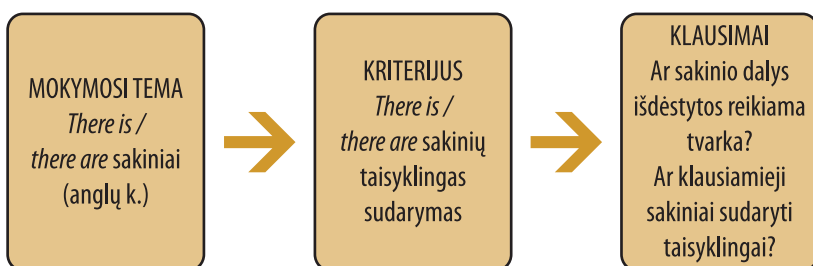 MOKYMOSI TEMA
There is /
there are sakiniai
(anglų k.)
KRITERIJUS
There is /
there are sakinių
taisyklingas
sudarymas
KLAUSIMAI
Ar sakinio dalys
išdėstytos reikiama
tvarka?
Ar klausiamieji
sakiniai sudaryti
taisyklingai?